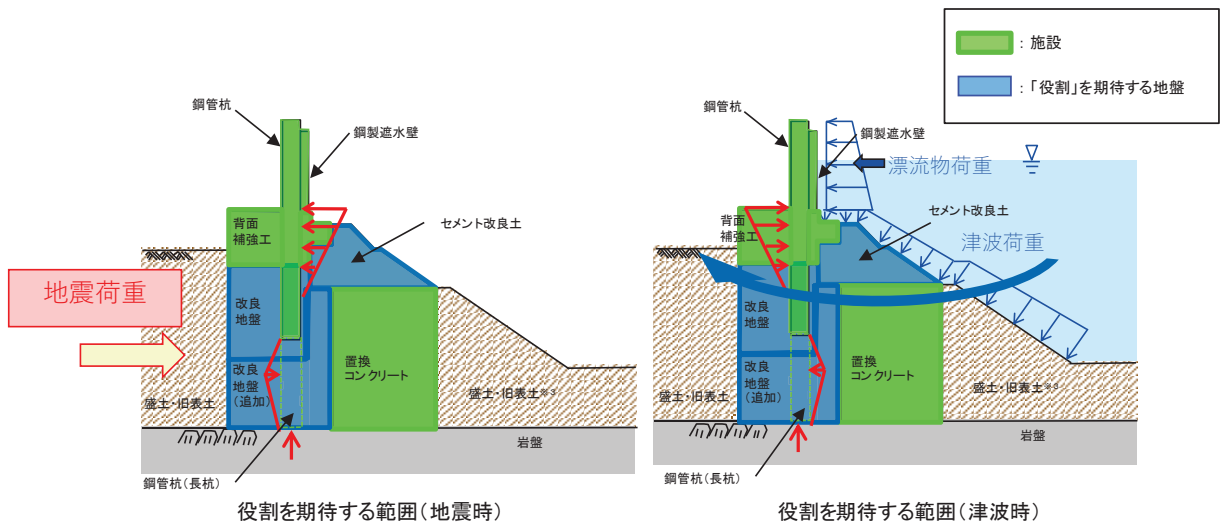 ：施設
：「役割」を期待する地盤
鋼管杭
鋼製遮水壁
背面
補強工
セメント改良土
地震荷重
改良
地盤
改良
地盤
（追加）
置換
コンクリート
盛土・旧表土
盛土・旧表土※3
岩盤
鋼管杭（長杭）
役割を期待する範囲（地震時）
鋼管杭
鋼製遮水壁
漂流物荷重
背面
補強工
セメント改良土
津波荷重
改良
地盤
改良
地盤
（追加）
置換
コンクリート
盛土・旧表土
盛土・旧表土※3
岩盤
鋼管杭（長杭）
役割を期待する範囲（津波時）